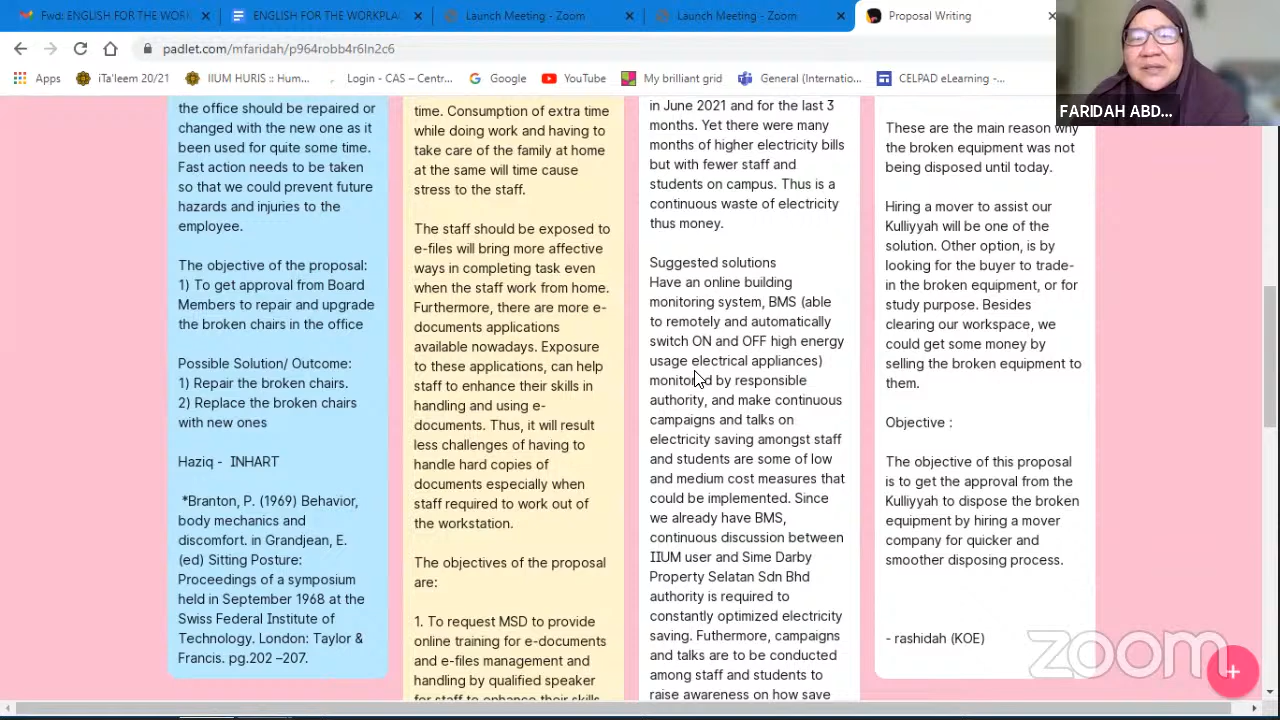 Fwd: ENGLISH FOR THE WORK
ENGLISH FOR THE WORKPLAC
Launch Meeting - Zoom
Launch Meeting - Zoom
Proposal Writing
padlet.com/mfaridah/p964robb4r6ln2c6
Apps
iTa'leem 20/21
IIUM HURIS :: Hum...
Login - CAS – Centr...
Google
YouTube
My brilliant grid
General (Internatio...
CELPAD eLearning -...
FARIDAH ABD...
the office should be repaired or
changed with the new one as it
been used for quite some time.
Fast action needs to be taken
so that we could prevent future
hazards and injuries to the
employee.
The objective of the proposal:
1) To get approval from Board
Members to repair and upgrade
the broken chairs in the office
Possible Solution/ Outcome:
1) Repair the broken chairs.
2) Replace the broken chairs
with new ones
Haziq - INHART
*Branton, P. (1969) Behavior,
body mechanics and
discomfort. in Grandjean, E.
(ed) Sitting Posture:
Proceedings of a symposium
held in September 1968 at the
Swiss Federal Institute of
Technology. London: Taylor &
Francis. pg.202 –207.
time. Consumption of extra time
while doing work and having to
take care of the family at home
at the same will time cause
stress to the staff.
The staff should be exposed to
e-files will bring more affective
ways in completing task even
when the staff work from home.
Furthermore, there are more e-
documents applications
available nowadays. Exposure
to these applications, can help
staff to enhance their skills in
handling and using e-
documents. Thus, it will result
less challenges of having to
handle hard copies of
documents especially when
staff required to work out of
the workstation.
The objectives of the proposal
are:
1. To request MSD to provide
online training for e-documents
and e-files management and
handling by qualified speaker
for staff to enhance their skills
in June 2021 and for the last 3
months. Yet there were many
months of higher electricity bills
but with fewer staff and
students on campus. Thus is a
continuous waste of electricity
thus money.
Suggested solutions
Have an online building
monitoring system, BMS (able
to remotely and automatically
switch ON and OFF high energy
usage electrical appliances)
monitored by responsible
authority, and make continuous
campaigns and talks on
electricity saving amongst staff
and students are some of low
and medium cost measures that
could be implemented. Since
we already have BMS,
continuous discussion between
IIUM user and Sime Darby
Property Selatan Sdn Bhd
authority is required to
constantly optimized electricity
saving. Futhermore, campaigns
and talks are to be conducted
among staff and students to
raise awareness on how save
These are the main reason why
the broken equipment was not
being disposed until today.
Hiring a mover to assist our
Kulliyyah will be one of the
solution. Other option, is by
looking for the buyer to trade-
in the broken equipment, or for
study purpose. Besides
clearing our workspace, we
could get some money by
selling the broken equipment to
them.
Objective :
The objective of this proposal
is to get the approval from the
Kulliyyah to dispose the broken
equipment by hiring a mover
company for quicker and
smoother disposing process.
- rashidah (KOE)
zoom